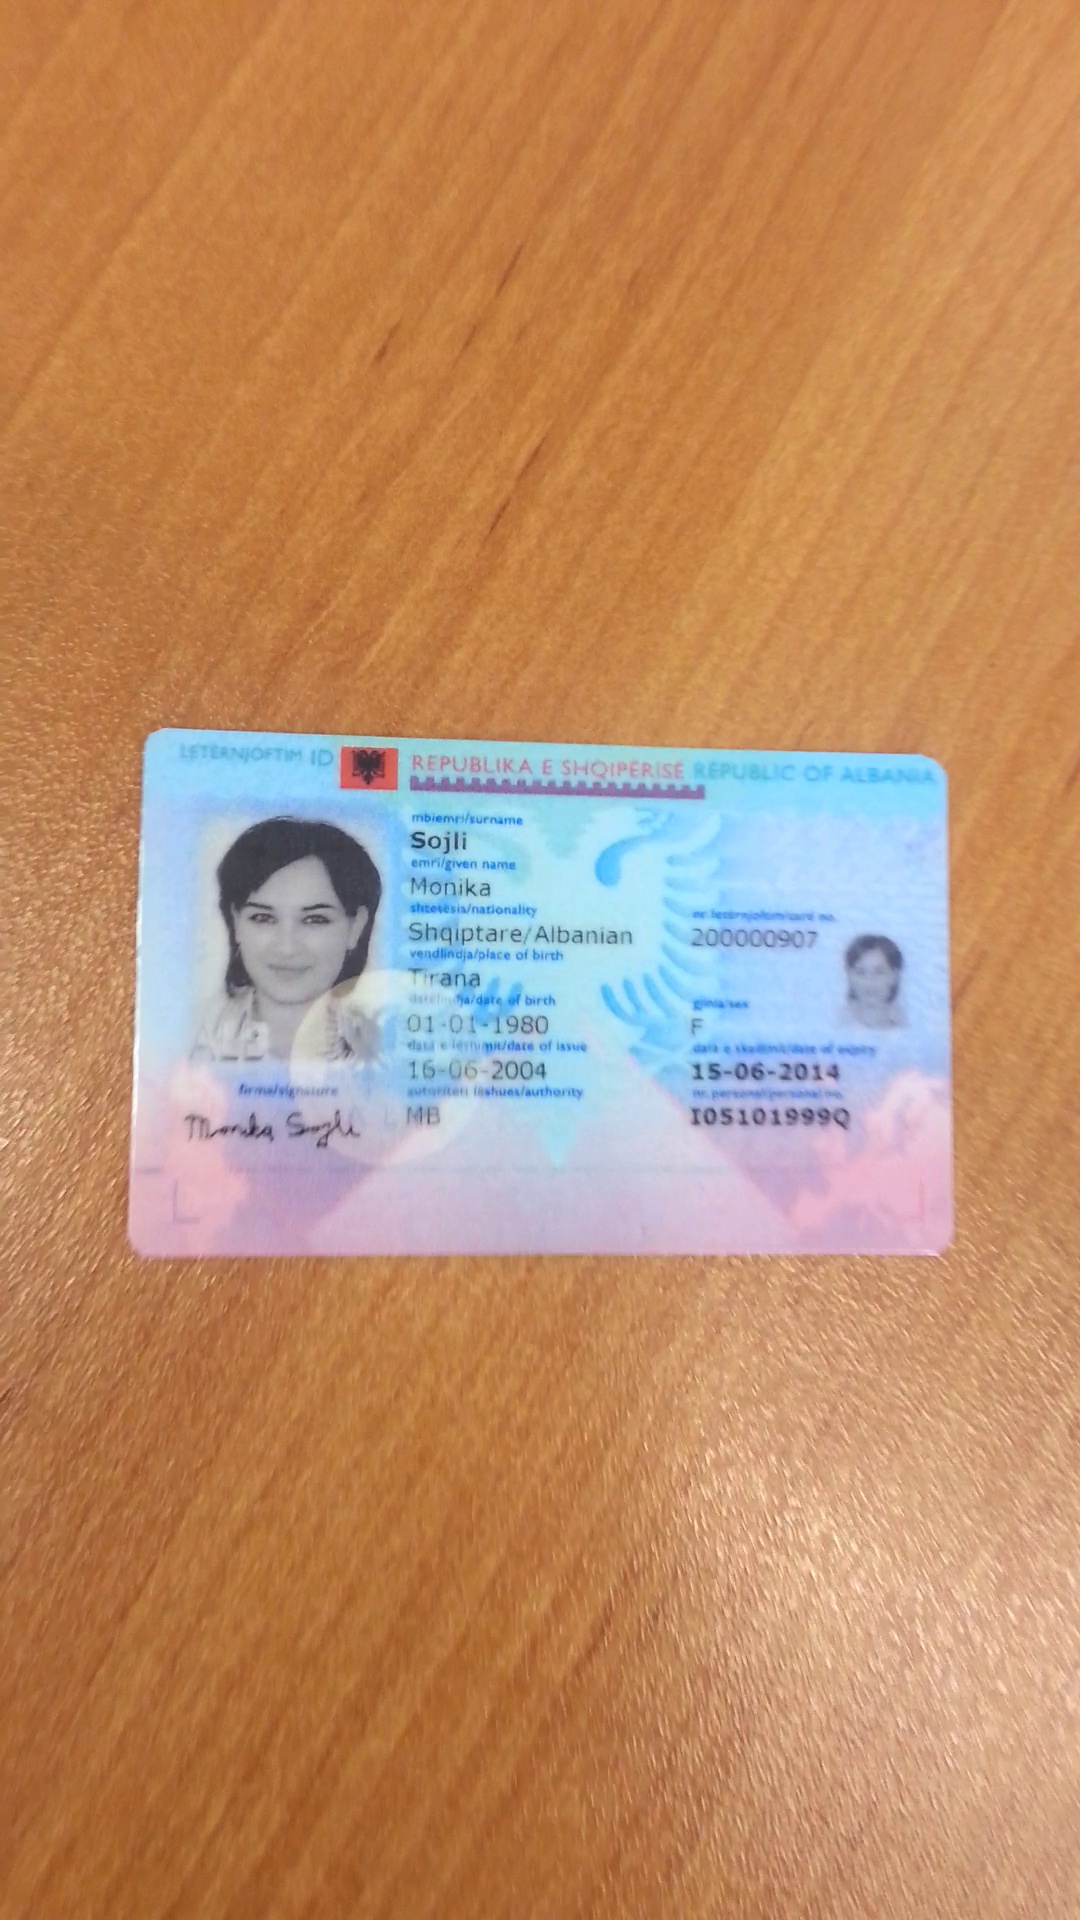 LETERNJOFTIM ID REPUBLIKA E SHQIPËRISË REPUBLIC OF ALBANIA
mbiemri/surname
Sojli
emri/given name
Monika
shtetësia/nationality
Shqiptare/Albanian
nr. leternjoftim/card no.
200000907
vendlindja/place of birth
Tirana
datelindja/date of birth
01-01-1980
gjinia/sex
F
data e lëshimit/date of issue
16-06-2004
data e skadimit/date of expiry
15-06-2014
autoriteti lëshues/authority
MB
nr. personal/personal no.
I05101999Q
firma/signature
Monika Sojli